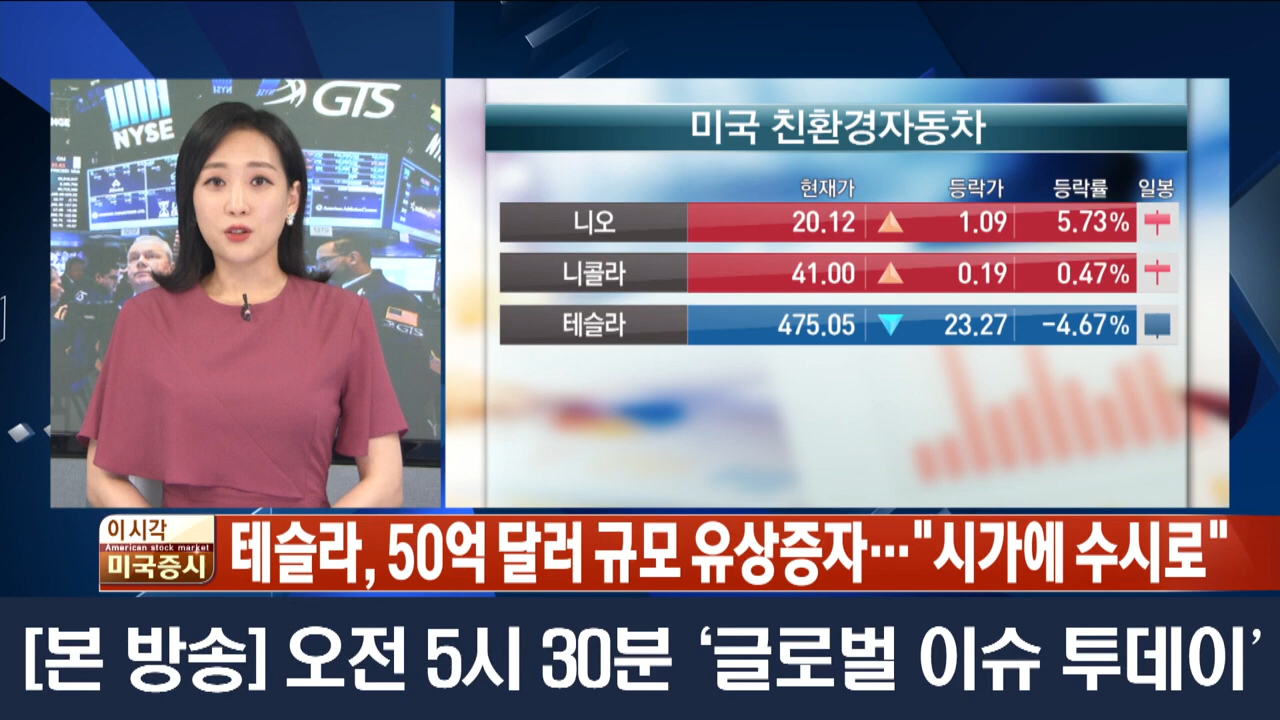 NYSE
GTS
GTS
미국 친환경자동차
현재가 등락가 등락률 일봉
니오 20.12 ▲ 1.09 5.73%
니콜라 41.00 ▲ 0.19 0.47%
테슬라 475.05 ▼ 23.27 -4.67%
이 시각
American stock market
미국증시
테슬라, 50억 달러 규모 유상증자…"시가에 수시로"
[본 방송] 오전 5시 30분 ‘글로벌 이슈 투데이’